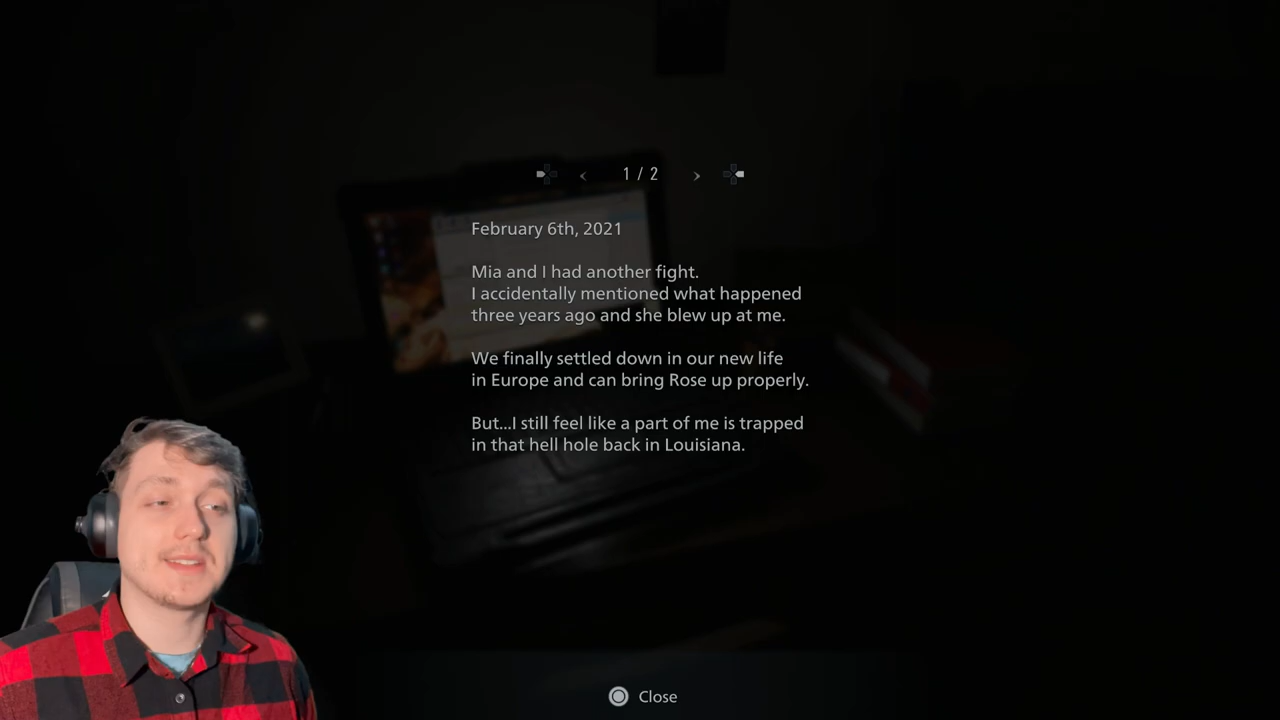 1 / 2
February 6th, 2021
Mia and I had another fight.
I accidentally mentioned what happened
three years ago and she blew up at me.
We finally settled down in our new life
in Europe and can bring Rose up properly.
But...I still feel like a part of me is trapped
in that hell hole back in Louisiana.
Close